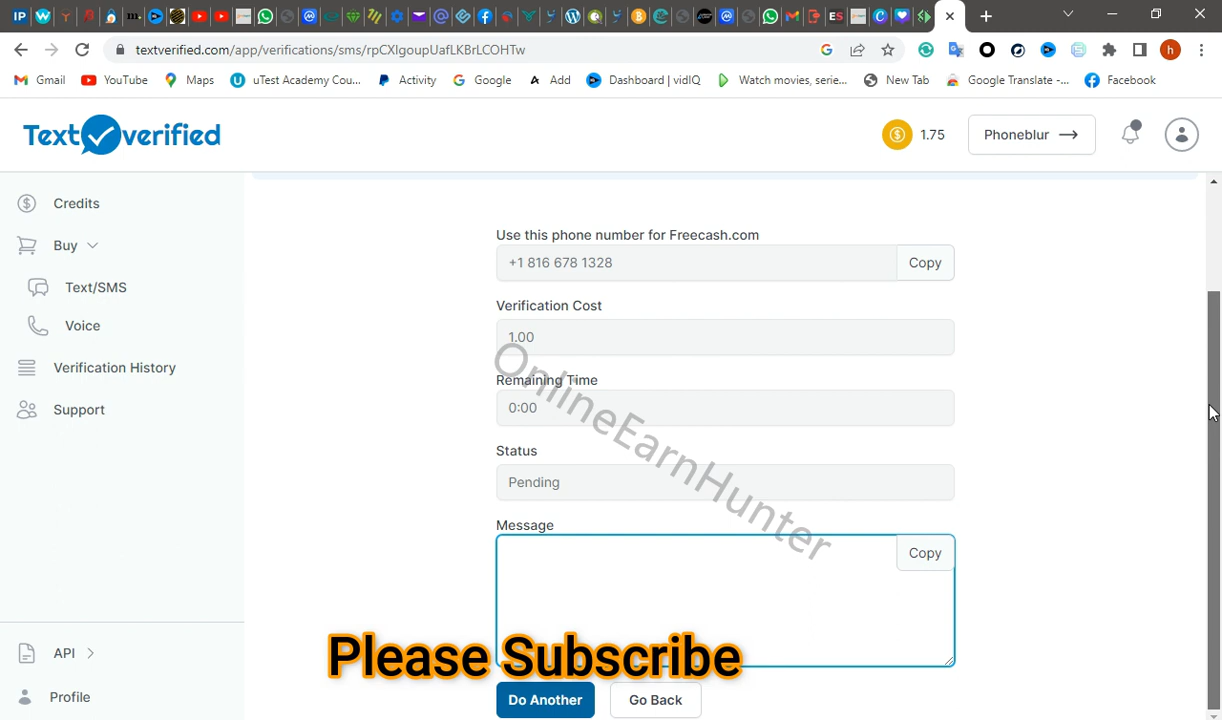 textverified.com/app/verifications/sms/rpCXIgoupUafLKBrLCOHTw
Gmail YouTube Maps uTest Academy Cou... Activity Google Add Dashboard | vidIQ Watch movies, serie... New Tab Google Translate -... Facebook
Text verified
1.75
Phoneblur →
Credits
Buy
Text/SMS
Voice
Verification History
Support
API
Profile
Use this phone number for Freecash.com
+1 816 678 1328 Copy
Verification Cost
1.00
Remaining Time
0:00
Status
Pending
Message
Copy
OnlineEarnHunter
Please Subscribe
Do Another Go Back